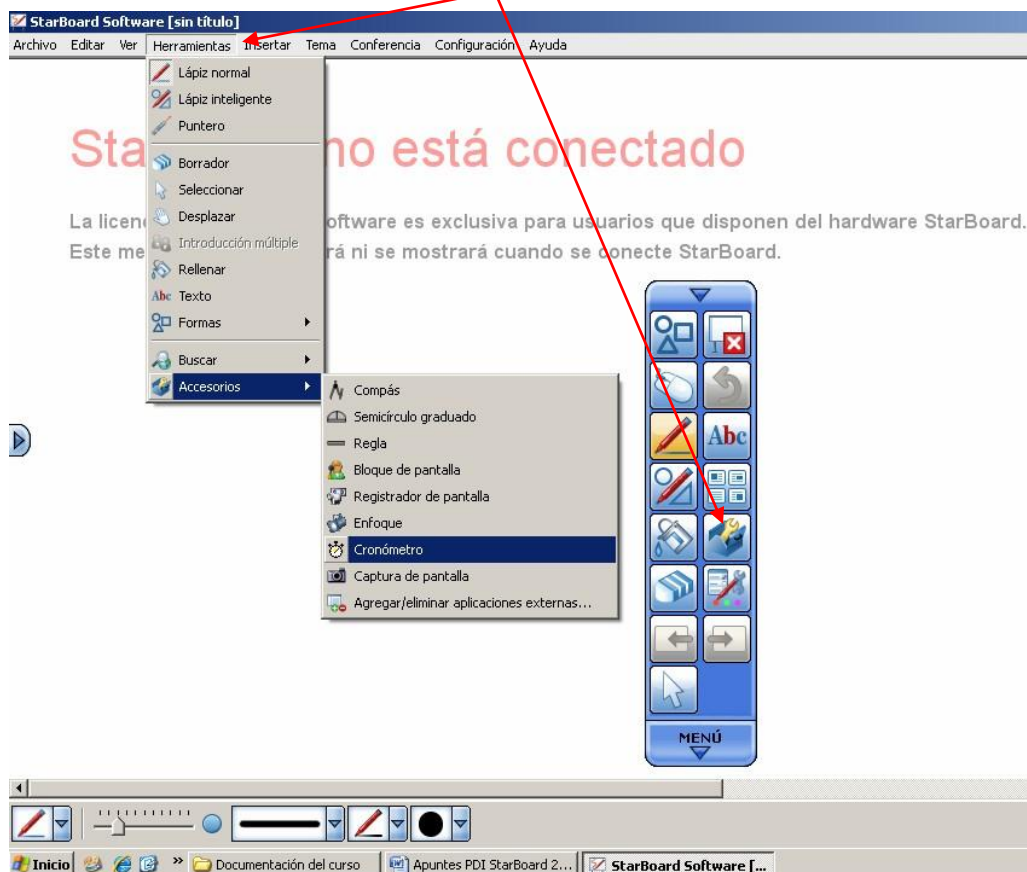 StarBoard Software [sin título]
Archivo Editar Ver Herramientas Insertar Tema Conferencia Configuración Ayuda
Lápiz normal
Lápiz inteligente
Puntero
Borrador
Seleccionar
Desplazar
Introducción múltiple
Rellenar
Abc Texto
Formas
Buscar
Accesorios
Compás
Semicírculo graduado
Regla
Bloque de pantalla
Registrador de pantalla
Enfoque
Cronómetro
Captura de pantalla
Agregar/eliminar aplicaciones externas...
Sta no está conectado
La licen oftware es exclusiva para usuarios que disponen del hardware StarBoard.
Este me rá ni se mostrará cuando se conecte StarBoard.
Abc
MENÚ
Inicio » Documentación del curso Apuntes PDI StarBoard 2... StarBoard Software [...